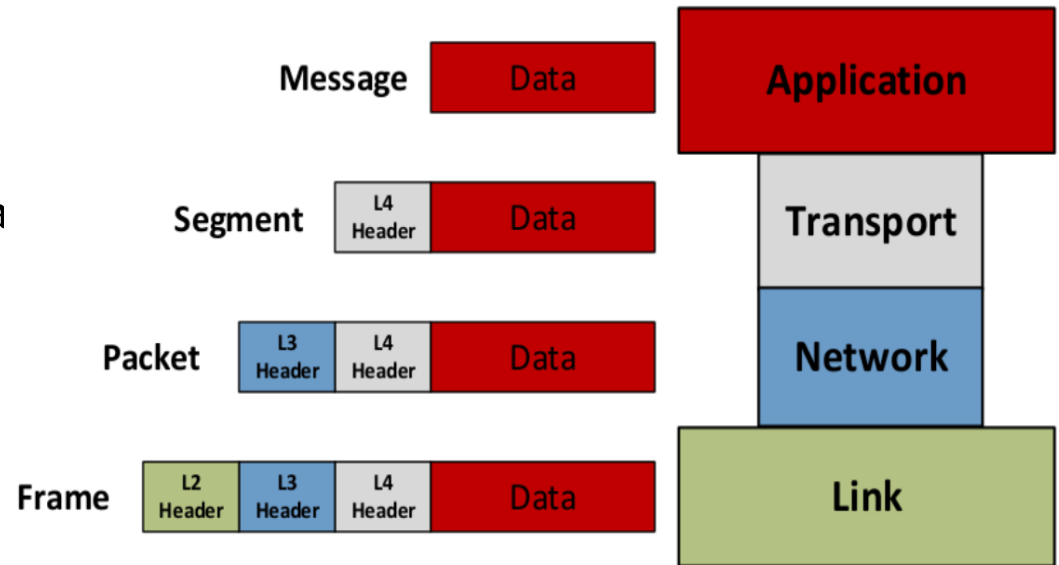 Message
Data
Application
Segment
L4
Header
Data
Transport
Packet
L3
Header
L4
Header
Data
Network
Frame
L2
Header
L3
Header
L4
Header
Data
Link